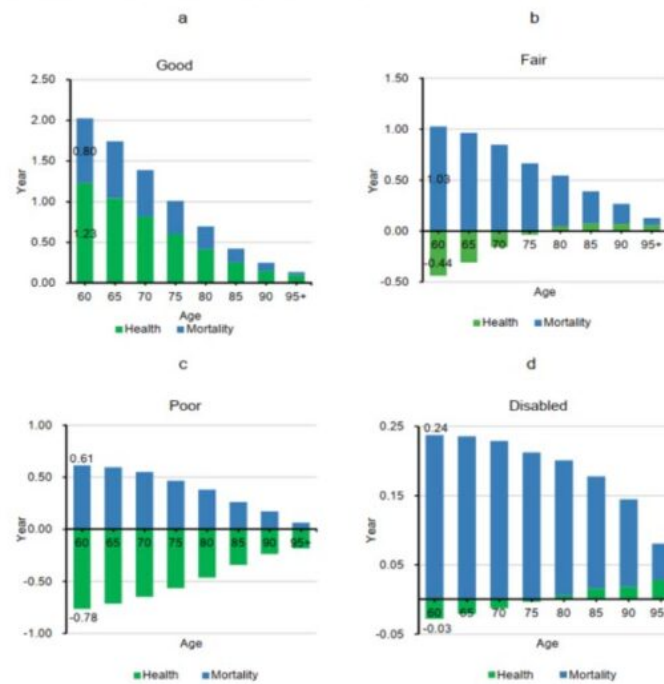 a
Good
2.50
2.00
1.50
1.00
0.50
0.00
Year
0.80
1.23
60 65 70 75 80 85 90 95+
Age
Health Mortality
b
Fair
1.50
1.00
0.50
0.00
-0.50
Year
1.03
-0.44
60 65 70 75 80 85 90 95+
Age
Health Mortality
c
Poor
1.00
0.50
0.00
-0.50
-1.00
Year
0.61
60 65 70 75 80 85 90 95+
-0.78
Age
Health Mortality
d
Disabled
0.25
0.15
0.05
-0.05
Year
0.24
60 65 70 75 80 85 90 95
-0.03
Age
Health Mortality